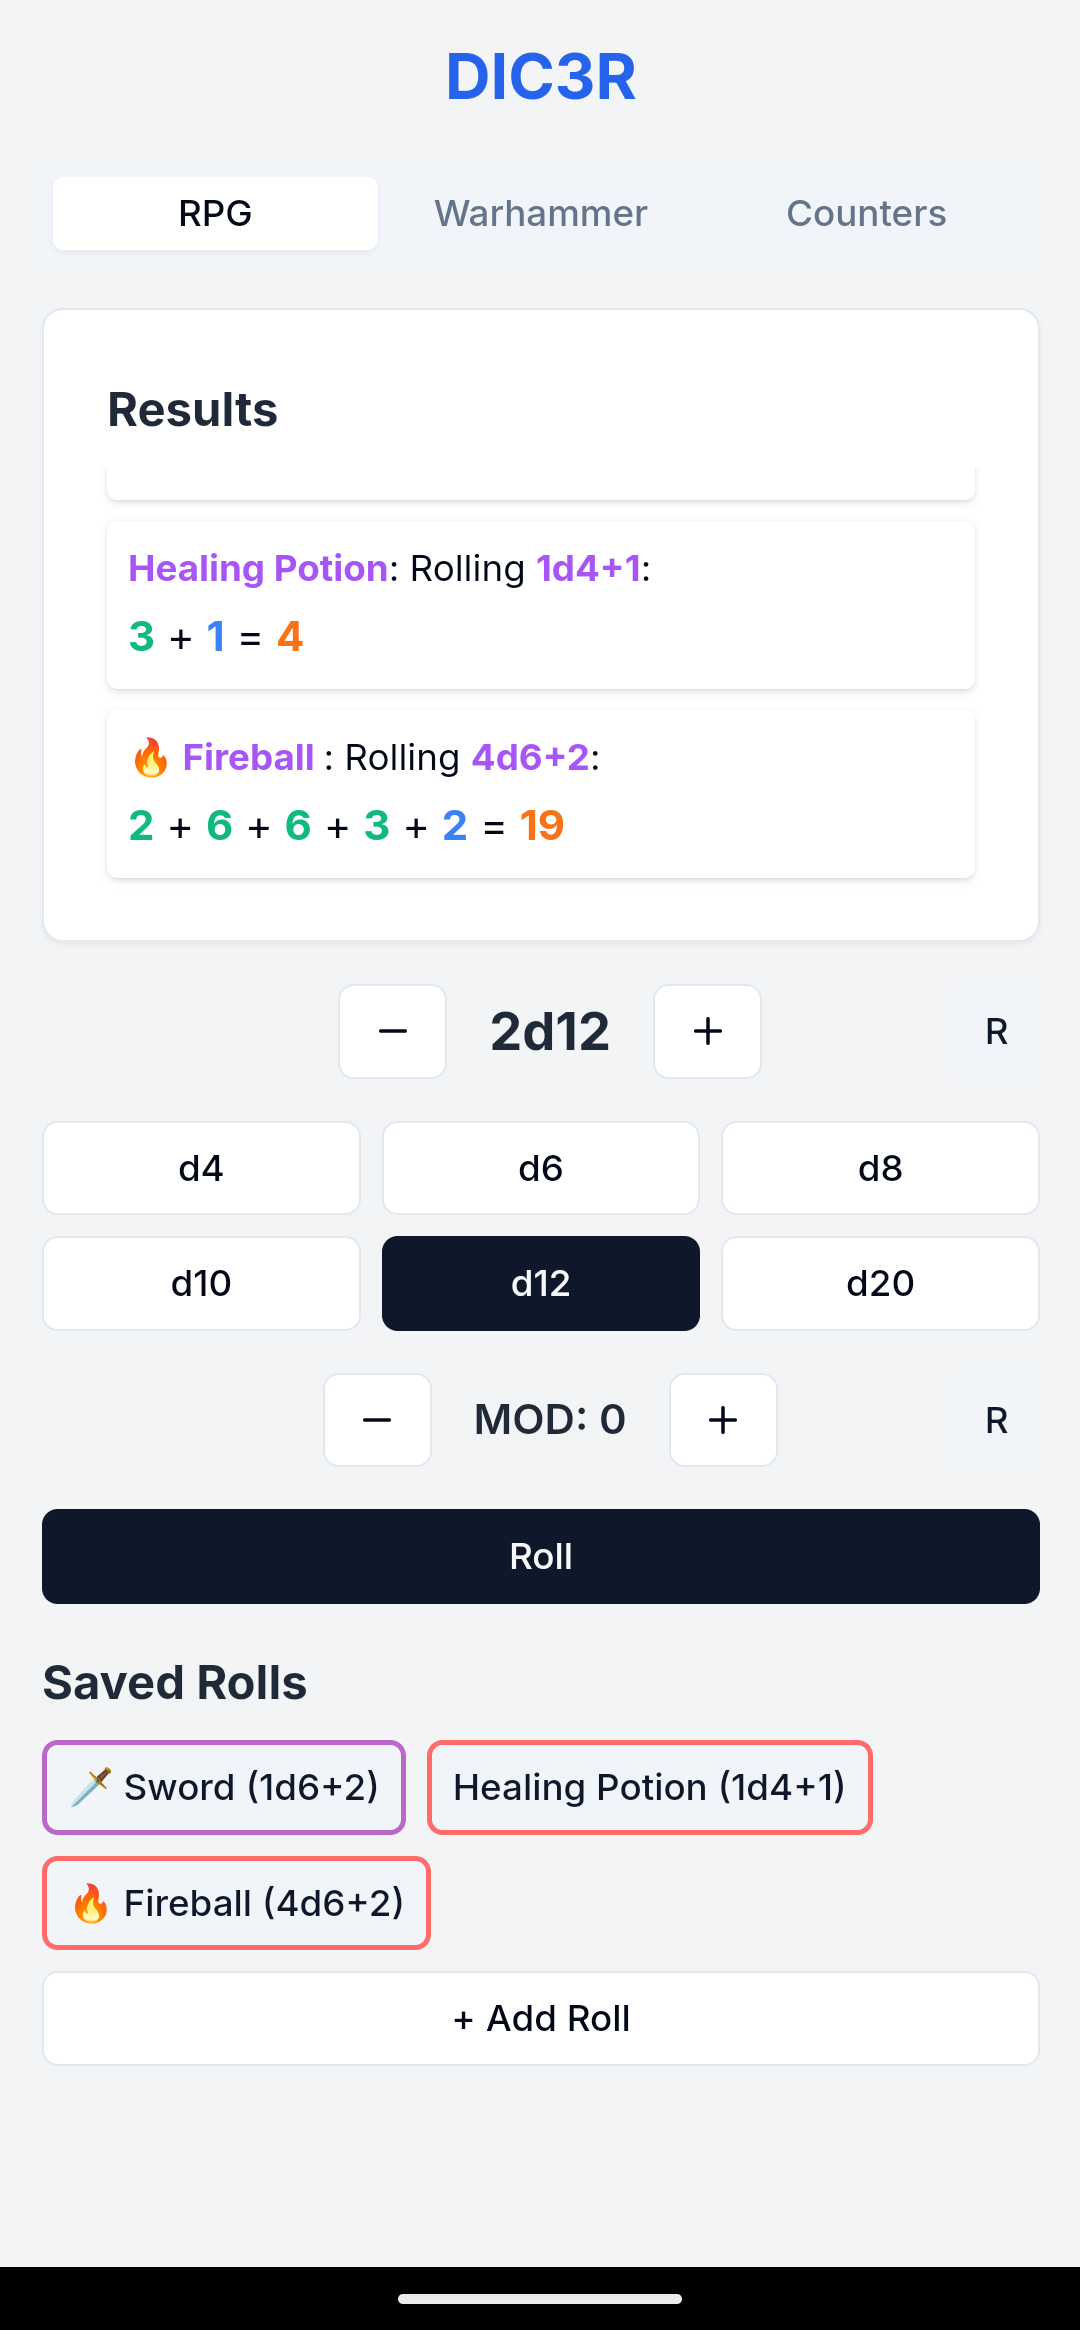 DIC3R
RPG Warhammer Counters
Results
Healing Potion: Rolling 1d4+1:
3 + 1 = 4
🔥 Fireball : Rolling 4d6+2:
2 + 6 + 6 + 3 + 2 = 19
− 2d12 + R
d4 d6 d8
d10 d12 d20
− MOD: 0 + R
Roll
Saved Rolls
🗡️ Sword (1d6+2) Healing Potion (1d4+1)
🔥 Fireball (4d6+2)
+ Add Roll